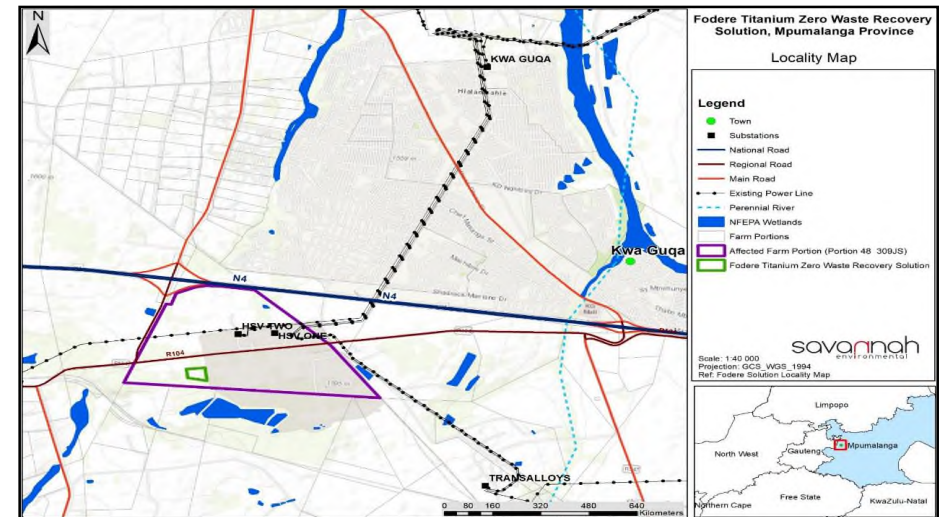 Fodere Titanium Zero Waste Recovery
Solution, Mpumalanga Province
Locality Map
Legend
Town
Substations
National Road
Regional Road
Main Road
Existing Power Line
Perennial River
NFEPA Wetlands
Farm Portions
Affected Farm Portion (Portion 48 309JS)
Fodere Titanium Zero Waste Recovery Solution
savannah
environmental
Scale: 1:40 000
Projection: GCS_WGS_1994
Ref: Fodere Solution Locality Map
N
KWA GUQA
Kwa-Guqa
N4
N4
HSV TWO
HSV ONE
R104
TRANSALLOYS
0 80 160 320 480 640
Kilometers
Limpopo
North West
Gauteng
Mpumalanga
Free State
Northern Cape
KwaZulu-Natal